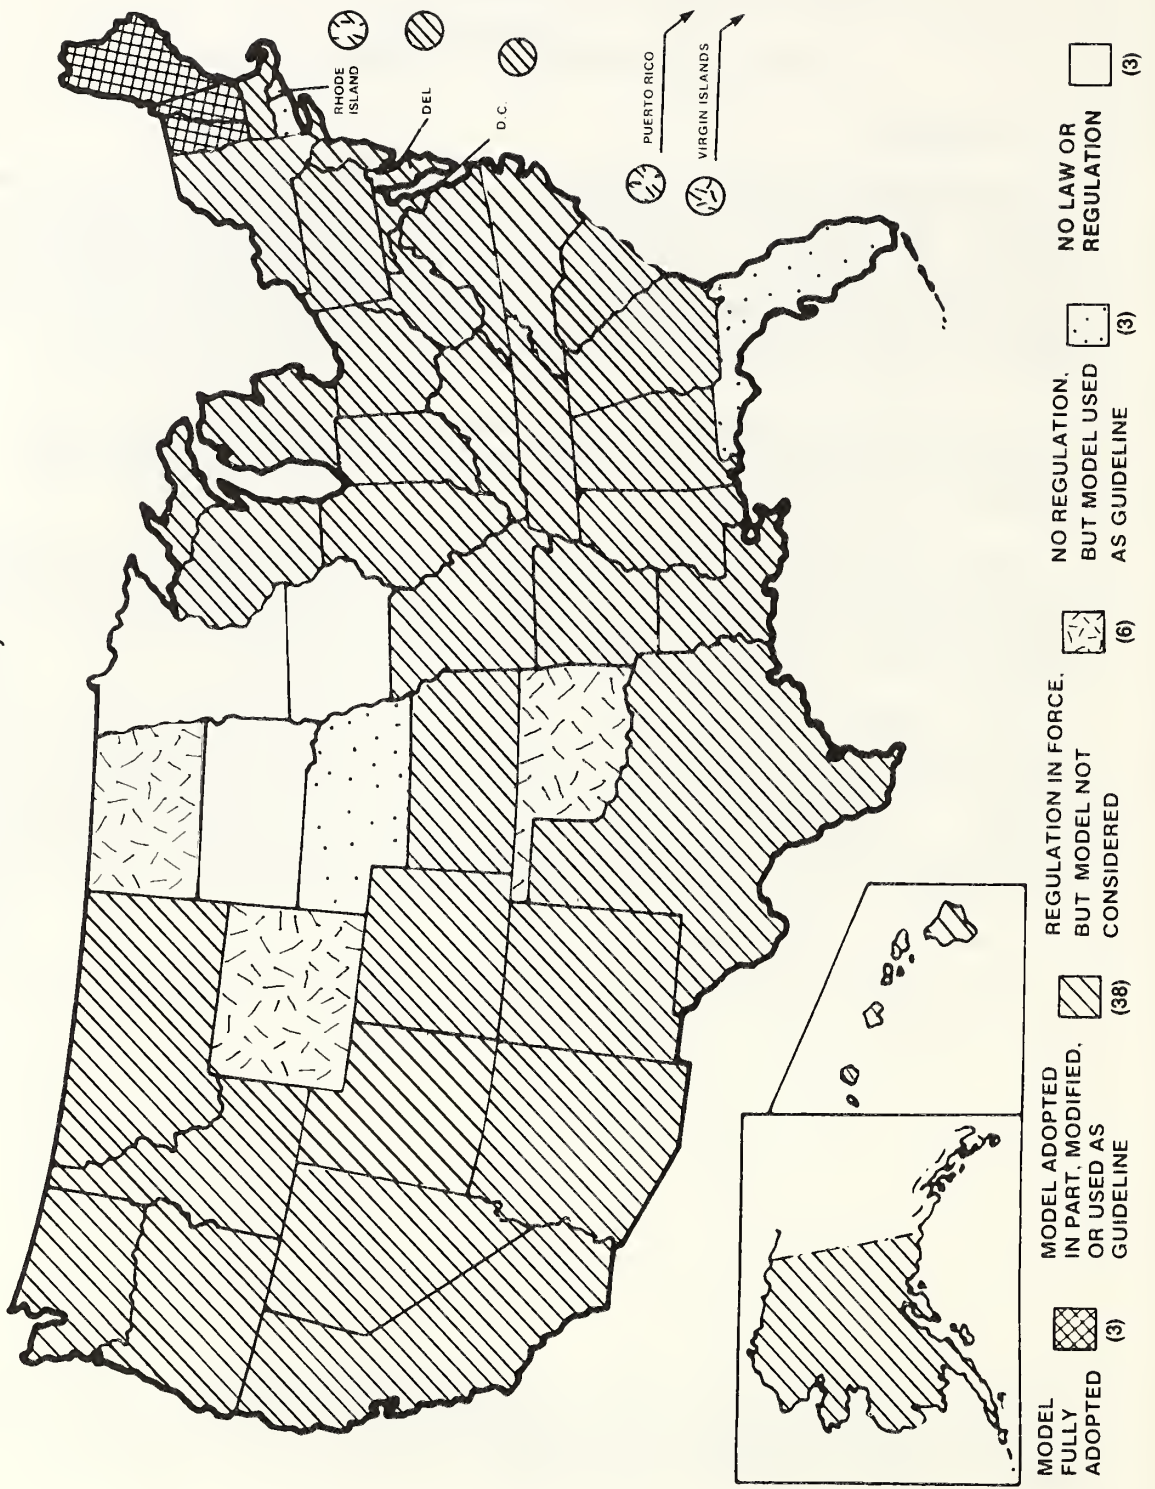 RHODE
ISLAND
DEL
D.C.
PUERTO RICO
VIRGIN ISLANDS
MODEL
FULLY
ADOPTED
(3)
MODEL ADOPTED
IN PART, MODIFIED,
OR USED AS
GUIDELINE
(38)
REGULATION IN FORCE,
BUT MODEL NOT
CONSIDERED
(6)
NO REGULATION,
BUT MODEL USED
AS GUIDELINE
(3)
NO LAW OR
REGULATION
(3)